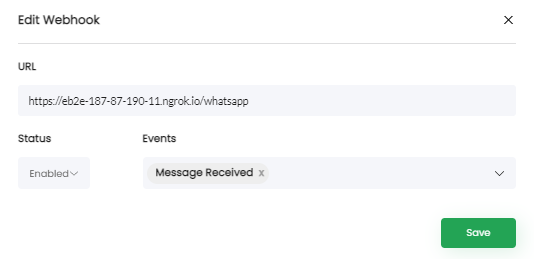 Edit Webhook
URL
https://eb2e-187-87-190-11.ngrok.io/whatsapp
Status Events
Enabled Message Received x
Save